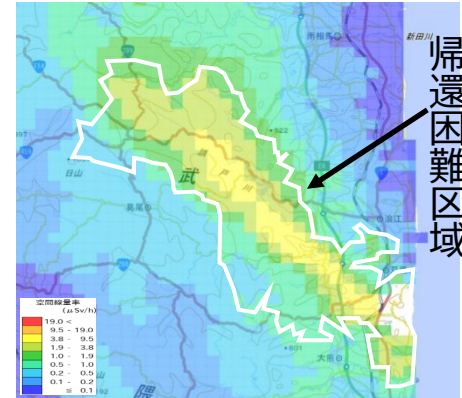 帰還困難区域
南相馬
新田川
522
浪江
日山
武
請戸川
葛尾
601
大熊
隈
空間線量率
(μSv/h)
19.0 <
9.5 - 19.0
3.8 - 9.5
1.9 - 3.8
1.0 - 1.9
0.5 - 1.0
0.2 - 0.5
0.1 - 0.2
≦ 0.1